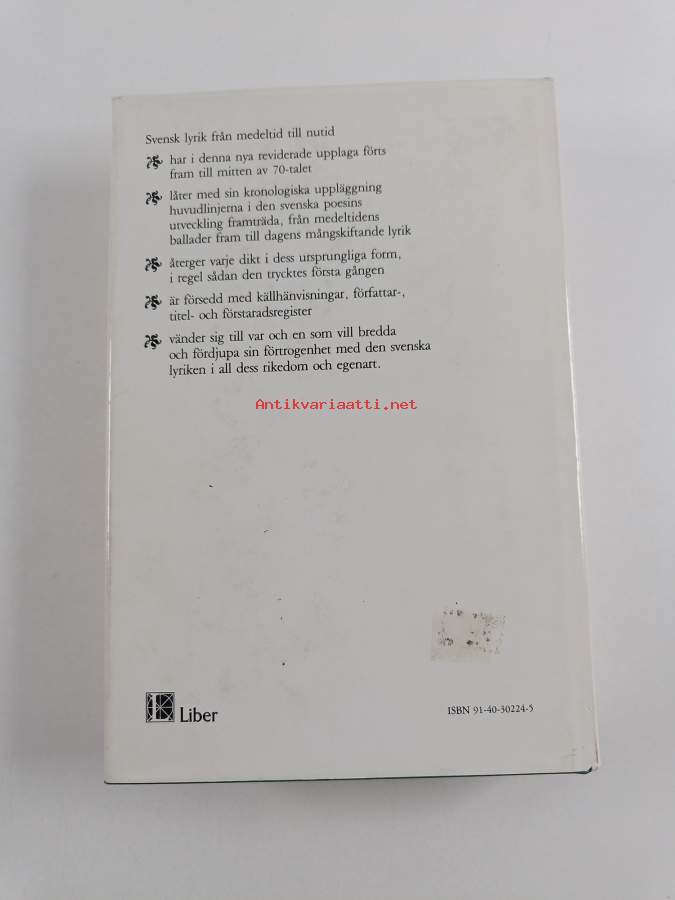 Svensk lyrik från medeltid till nutid
har i denna nya reviderade upplaga förts
fram till mitten av 70-talet
låter med sin kronologiska uppläggning
huvudlinjerna i den svenska poesins
utveckling framträda, från medeltidens
ballader fram till dagens mångskiftande lyrik
återger varje dikt i dess ursprungliga form,
i regel sådan den trycktes första gången
är försedd med källhänvisningar, författar-,
titel- och förstaradsregister
vänder sig till var och en som vill bredda
och fördjupa sin förtrogenhet med den svenska
lyriken i all dess rikedom och egenart.
Antikvariaatti.net
Liber
ISBN 91-40-30224-5